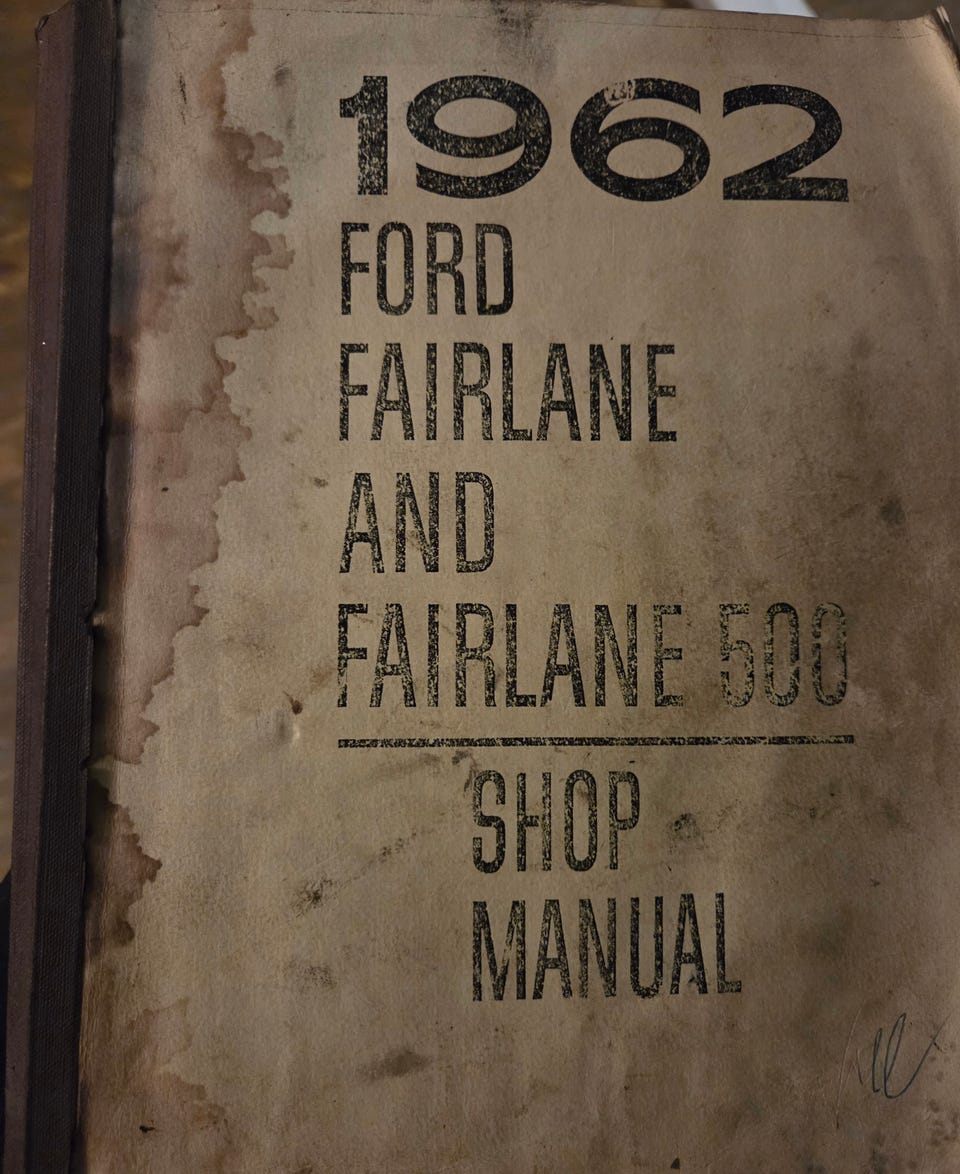 1962
FORD
FAIRLANE
AND
FAIRLANE 500
SHOP
MANUAL